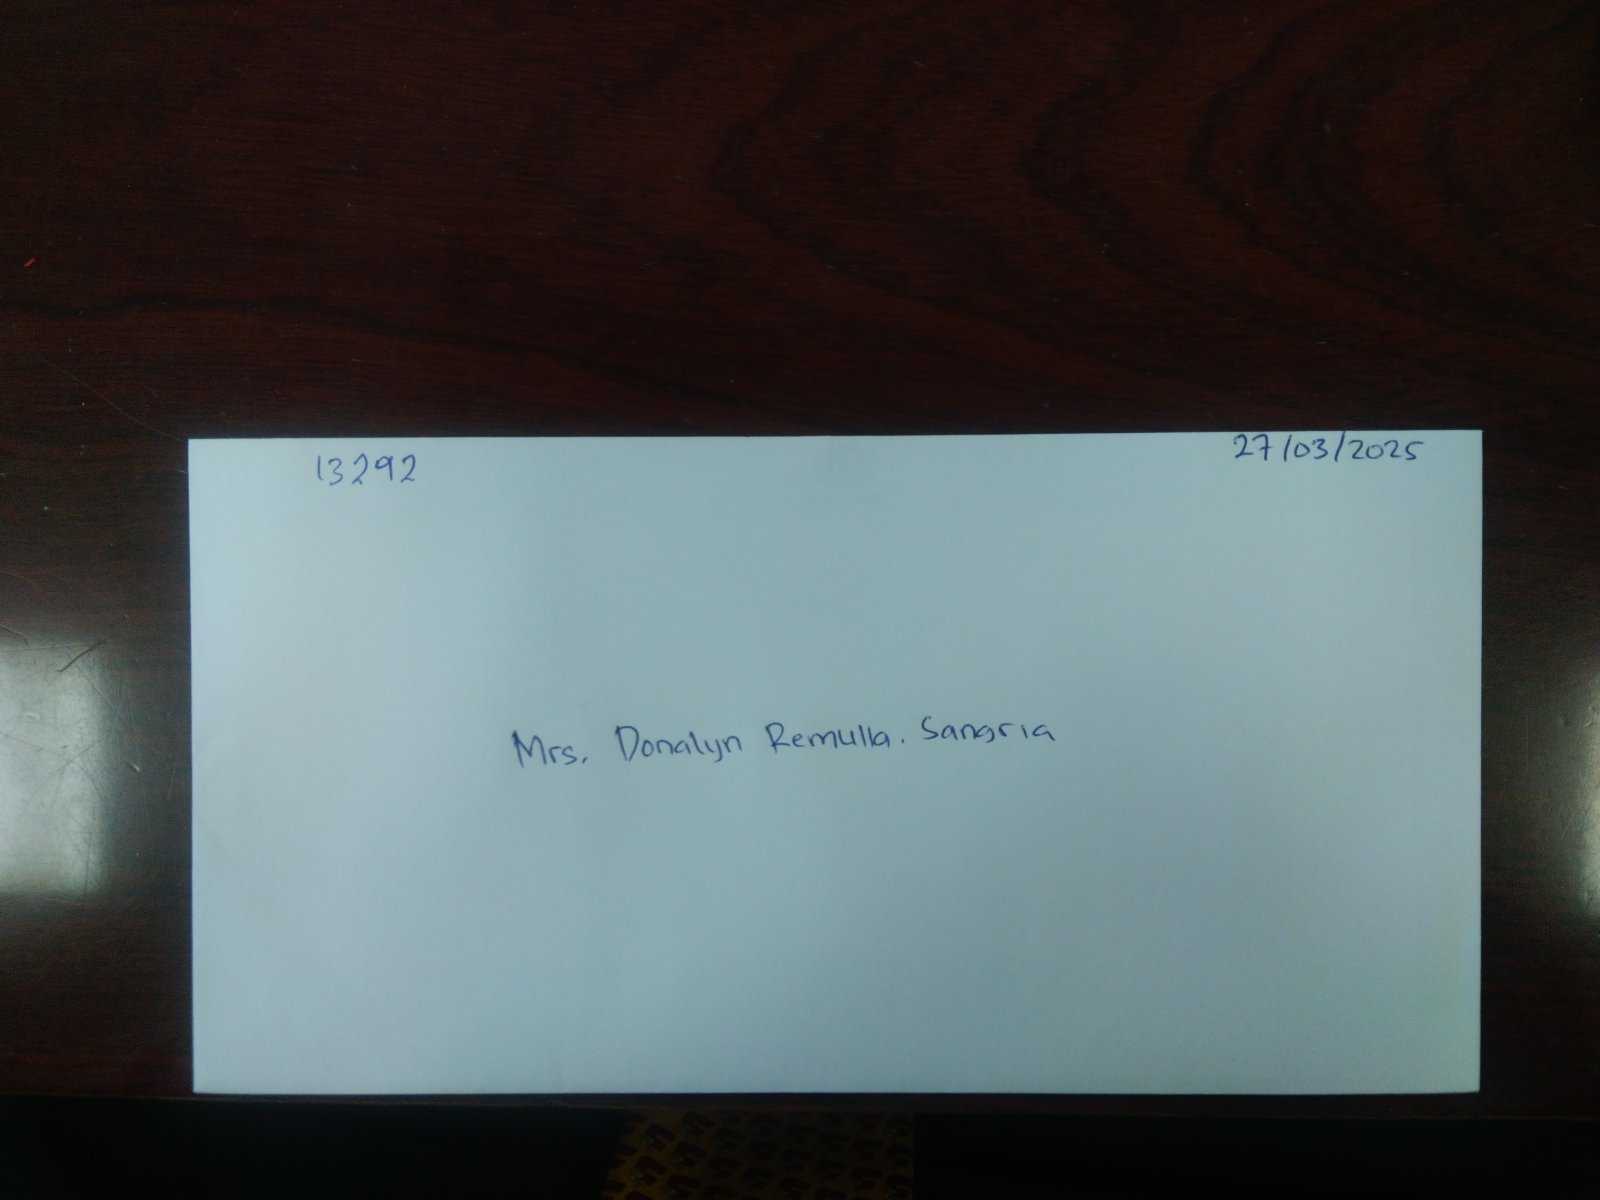 13292
27/03/2025
Mrs. Donalyn Remulla. Sangria